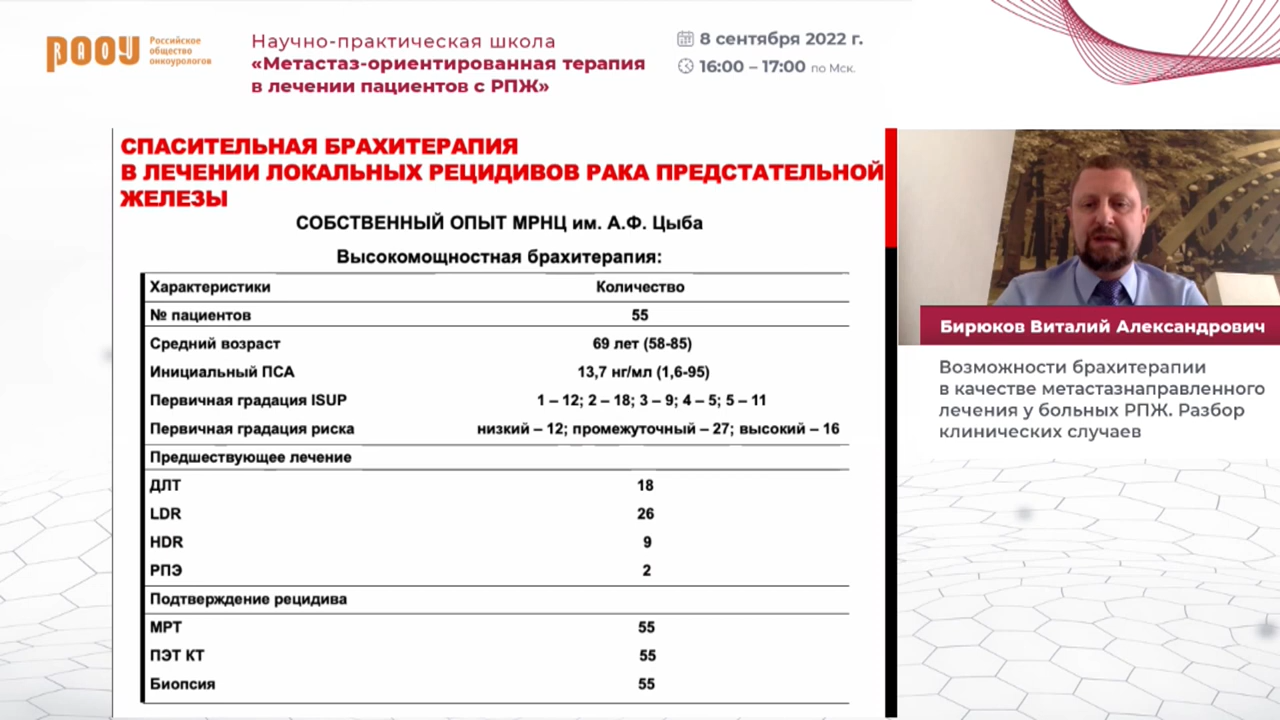 РАОУ
Российское
общество
онкоурологов
Научно-практическая школа
«Метастаз-ориентированная терапия
в лечении пациентов с РПЖ»
8 сентября 2022 г.
16:00 – 17:00 по Мск.
СПАСИТЕЛЬНАЯ БРАХИТЕРАПИЯ
В ЛЕЧЕНИИ ЛОКАЛЬНЫХ РЕЦИДИВОВ РАКА ПРЕДСТАТЕЛЬНОЙ
ЖЕЛЕЗЫ
СОБСТВЕННЫЙ ОПЫТ МРНЦ им. А.Ф. Цыба
Высокомощностная брахитерапия:
Характеристики Количество
№ пациентов 55
Средний возраст 69 лет (58-85)
Инициальный ПСА 13,7 нг/мл (1,6-95)
Первичная градация ISUP 1 – 12; 2 – 18; 3 – 9; 4 – 5; 5 – 11
Первичная градация риска низкий – 12; промежуточный – 27; высокий – 16
Предшествующее лечение
ДЛТ 18
LDR 26
HDR 9
РПЭ 2
Подтверждение рецидива
МРТ 55
ПЭТ КТ 55
Биопсия 55
Бирюков Виталий Александрович
Возможности брахитерапии
в качестве метастазнаправленного
лечения у больных РПЖ. Разбор
клинических случаев